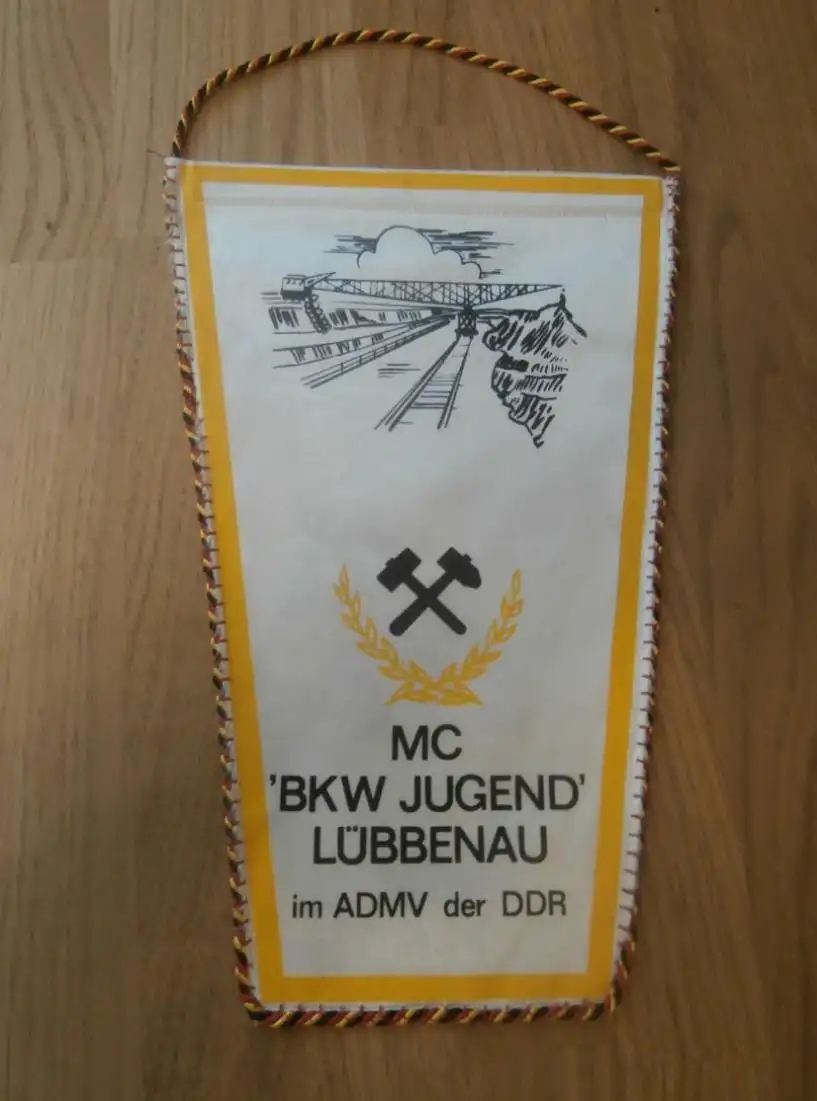 MC
'BKW JUGEND'
LÜBBENAU
im ADMV der DDR